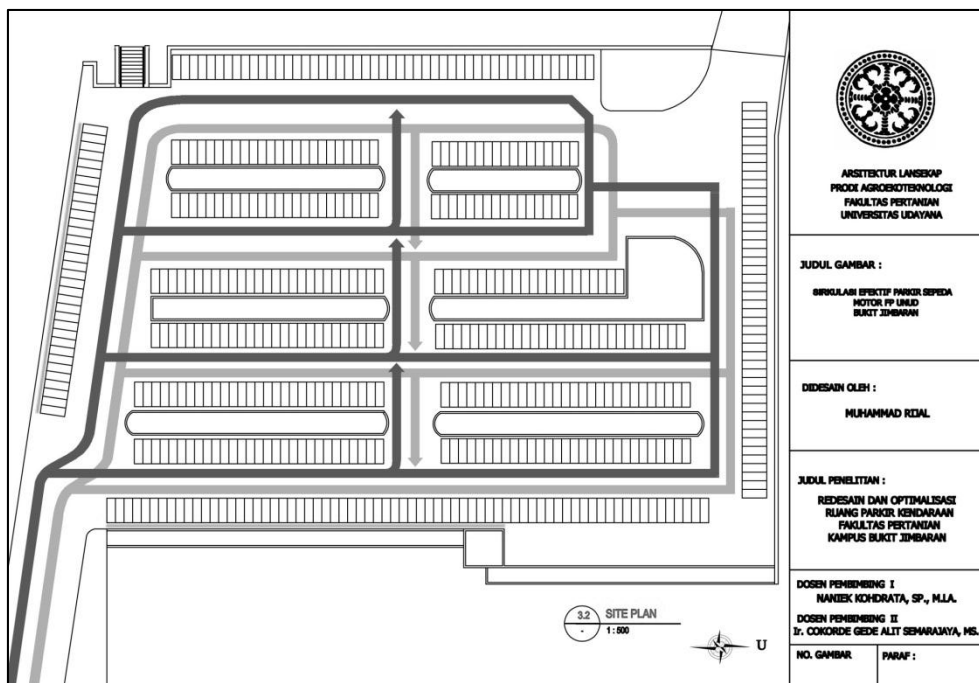 ARSITEKTUR LANSEKAP
PRODI AGROEKOTEKNOLOGI
FAKULTAS PERTANIAN
UNIVERSITAS UDAYANA
JUDUL GAMBAR :
SIRKULASI EFEKTIF PARKIR SEPEDA
MOTOR FP UNUD
BUKIT JIMBARAN
DIDESAIN OLEH :
MUHAMMAD RIJAL
JUDUL PENELITIAN :
REDESAIN DAN OPTIMALISASI
RUANG PARKIR KENDARAAN
FAKULTAS PERTANIAN
KAMPUS BUKIT JIMBARAN
DOSEN PEMBIMBING I
NANIEK KOHDRATA, SP., M.LA.
DOSEN PEMBIMBING II
Ir. COKORDE GEDE ALIT SEMARAJAYA, MS.
NO. GAMBAR
PARAF :
3.2
-
SITE PLAN
1 : 500
U